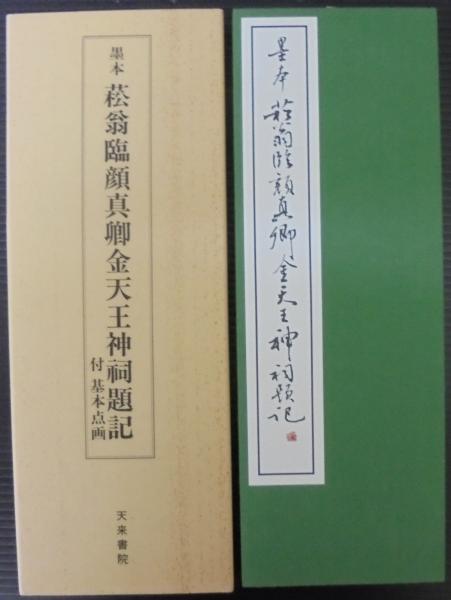 墨本 菘翁臨顔真卿金天王神祠題記
付 基本点画
天来書院
墨本 菘翁臨顔真卿金天王神祠題記